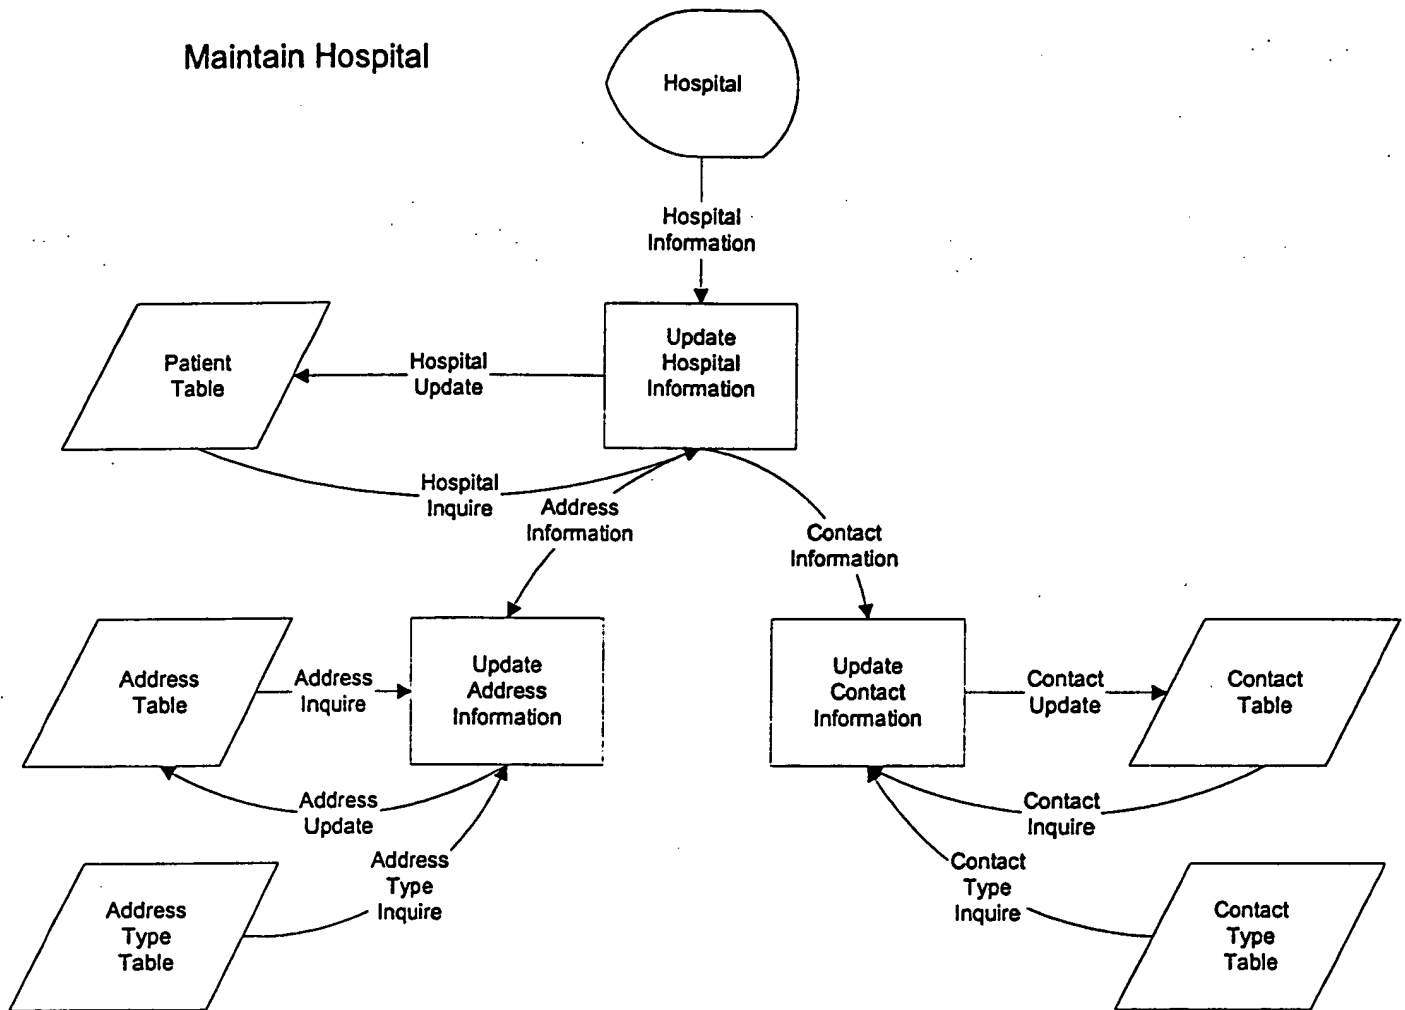 Maintain Hospital
Hospital
Hospital
Information
Patient
Table
Hospital
Update
Update
Hospital
Information
Hospital
Inquire
Address
Information
Contact
Information
Address
Table
Address
Inquire
Update
Address
Information
Update
Contact
Information
Contact
Update
Contact
Table
Address
Update
Contact
Inquire
Address
Type
Inquire
Contact
Type
Inquire
Address
Type
Table
Contact
Type
Table